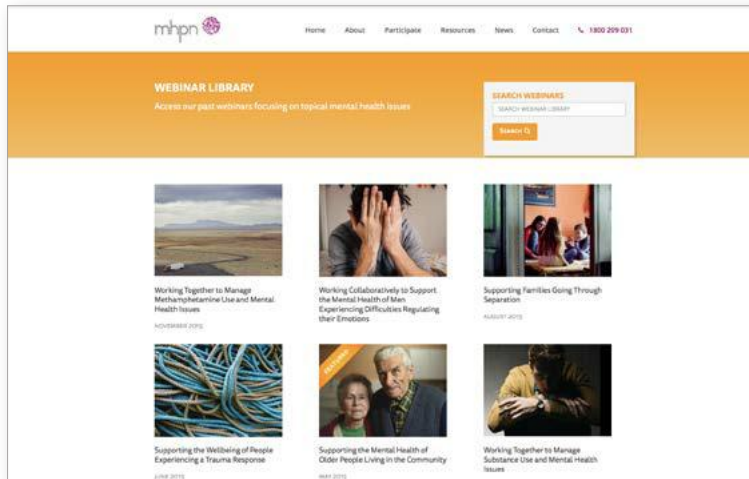 mhpn
Home About Participate Resources News Contact 1800 209 031
WEBINAR LIBRARY
Access our past webinars focusing on topical mental health issues
SEARCH WEBINARS
SEARCH WEBINAR LIBRARY
Search
Working Together to Manage
Methamphetamine Use and Mental
Health Issues
NOVEMBER 2015
Working Collaboratively to Support
the Mental Health of Men
Experiencing Difficulties Regulating
their Emotions
Supporting Families Going Through
Separation
AUGUST 2015
Supporting the Wellbeing of People
Experiencing a Trauma Response
JUNE 2015
FEATURED
Supporting the Mental Health of
Older People Living in the Community
MAY 2015
Working Together to Manage
Substance Use and Mental Health
Issues